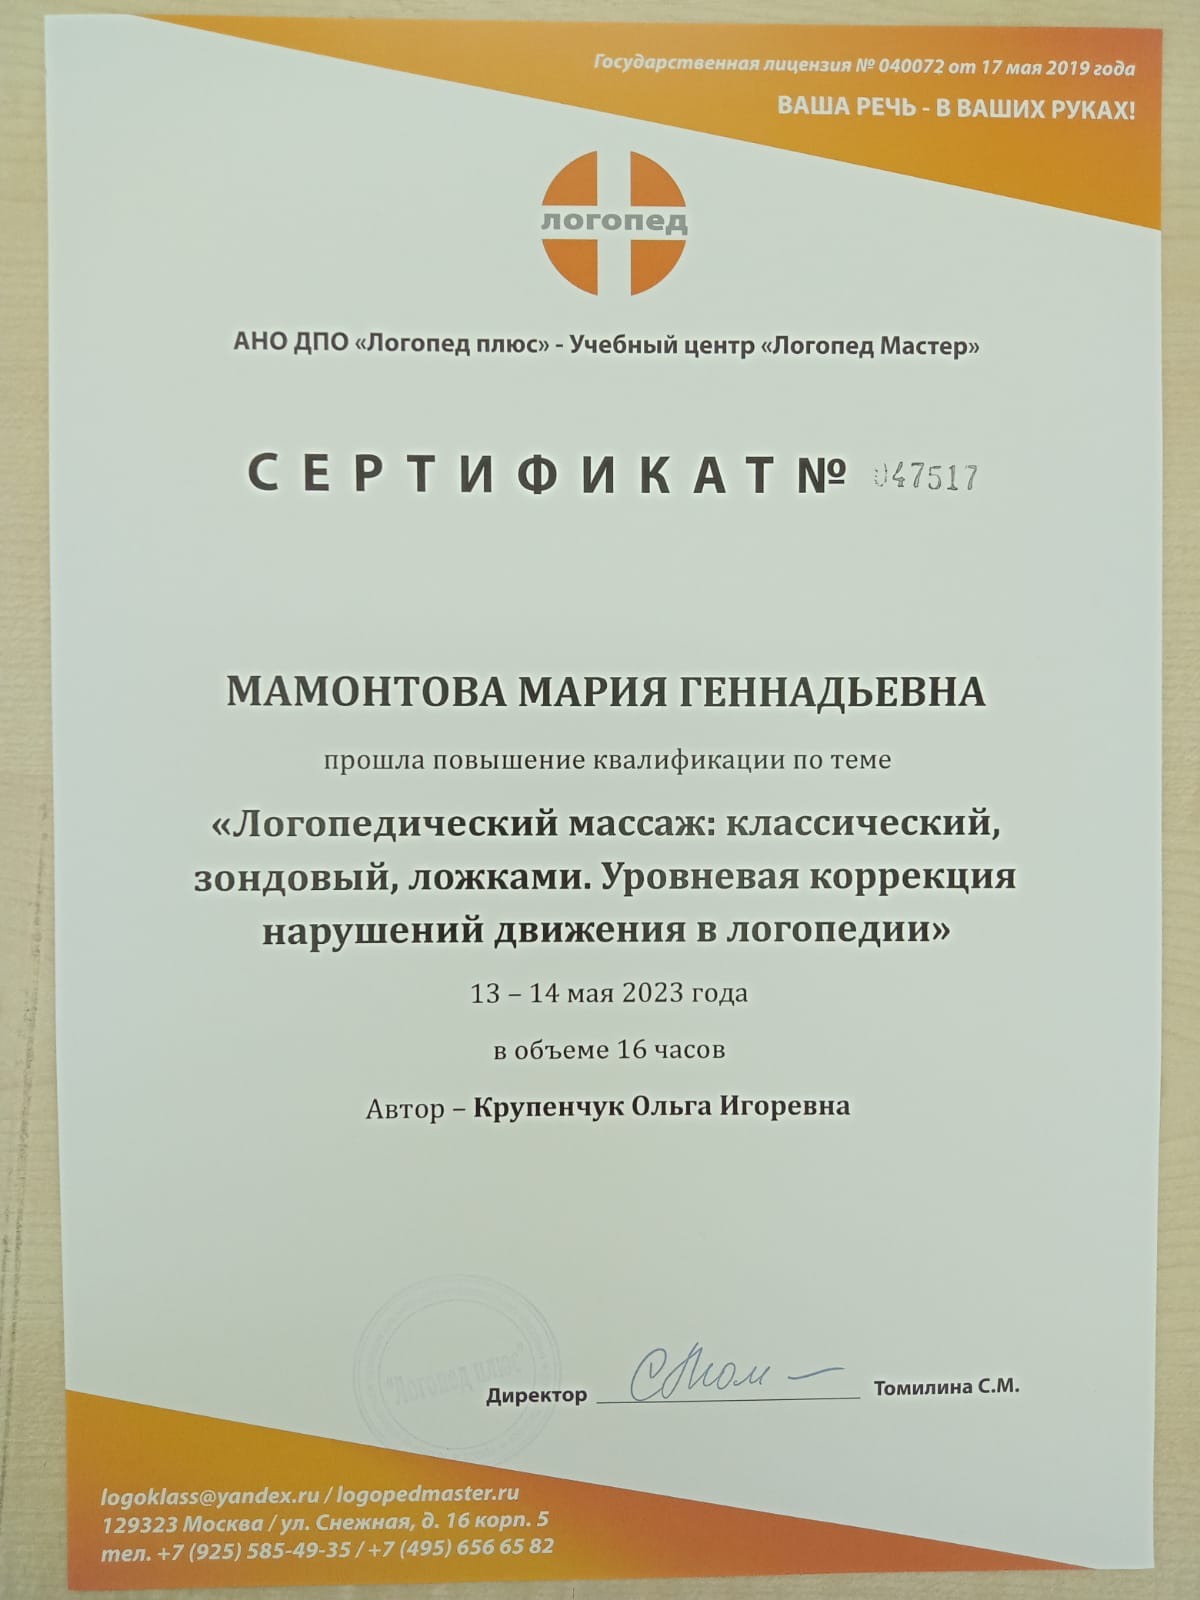 Государственная лицензия № 040072 от 17 мая 2019 года
ВАША РЕЧЬ - В ВАШИХ РУКАХ!
логопед
АНО ДПО «Логопед плюс» - Учебный центр «Логопед Мастер»
СЕРТИФИКАТ № 047517
МАМОНТОВА МАРИЯ ГЕННАДЬЕВНА
прошла повышение квалификации по теме
«Логопедический массаж: классический,
зондовый, ложками. Уровневая коррекция
нарушений движения в логопедии»
13 – 14 мая 2023 года
в объеме 16 часов
Автор – Крупенчук Ольга Игоревна
"Логопед плюс"
Директор Томилина С.М.
logoklass@yandex.ru / logopedmaster.ru
129323 Москва / ул. Снежная, д. 16 корп. 5
тел. +7 (925) 585-49-35 / +7 (495) 656 65 82